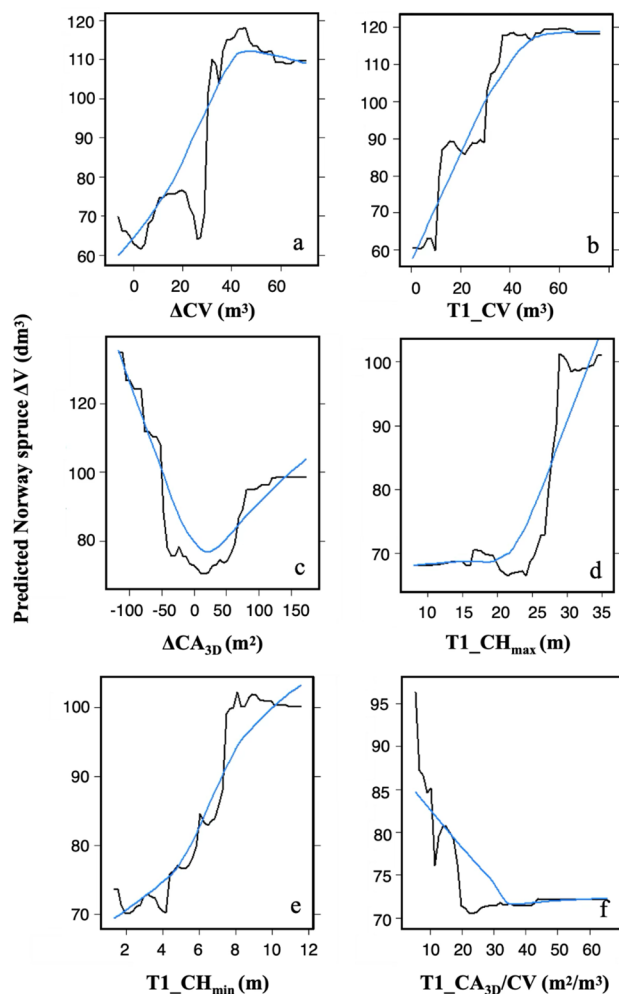 Predicted Norway spruce ΔV (dm³)
120
110
100
90
80
70
60
a
0 20 40 60
ΔCV (m³)
120
110
100
90
80
70
60
b
0 20 40 60
T1_CV (m³)
120
100
80
c
-100 -50 0 50 100 150
ΔCA3D (m²)
100
90
80
70
d
10 15 20 25 30 35
T1_CHmax (m)
100
90
80
70
e
2 4 6 8 10 12
T1_CHmin (m)
95
90
85
80
75
70
f
10 20 30 40 50 60
T1_CA3D/CV (m²/m³)